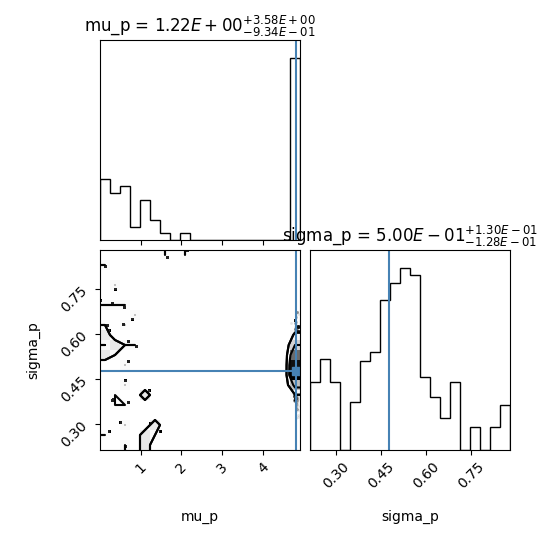 mu_p = 1.22E + 00+3.58E+00−9.34E−01
sigma_p = 5.00E − 01+1.30E−01−1.28E−01
0.75
0.60
0.45
0.30
sigma_p
1 2 3 4
0.30 0.45 0.60 0.75
mu_p
sigma_p